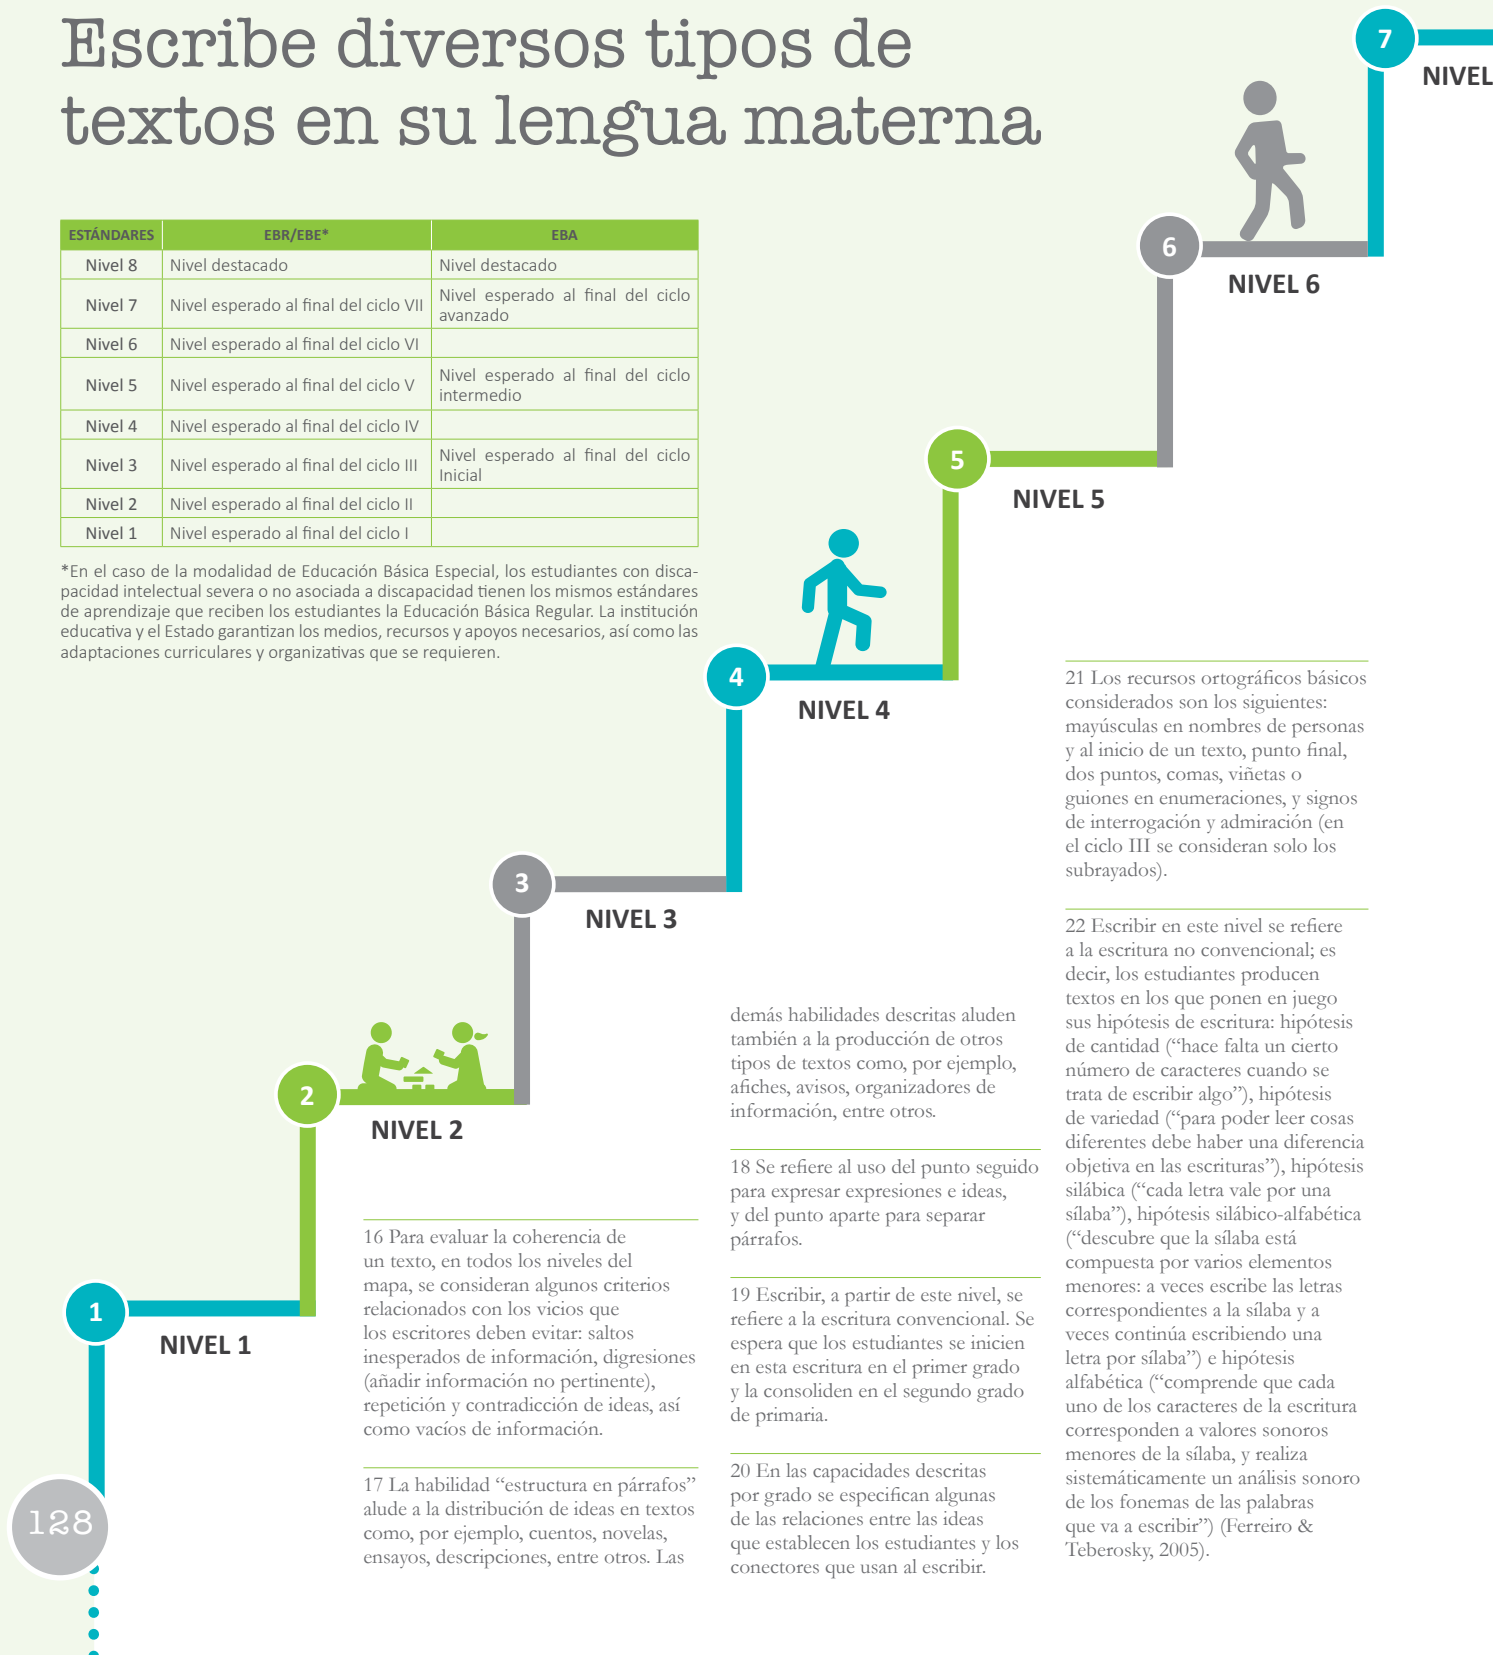 Escribe diversos tipos de
textos en su lengua materna
ESTÁNDARES EBR/EBE* EBA
Nivel 8 Nivel destacado Nivel destacado
Nivel 7 Nivel esperado al final del ciclo VII Nivel esperado al final del ciclo
avanzado
Nivel 6 Nivel esperado al final del ciclo VI
Nivel 5 Nivel esperado al final del ciclo V Nivel esperado al final del ciclo
intermedio
Nivel 4 Nivel esperado al final del ciclo IV
Nivel 3 Nivel esperado al final del ciclo III Nivel esperado al final del ciclo
Inicial
Nivel 2 Nivel esperado al final del ciclo II
Nivel 1 Nivel esperado al final del ciclo I
*En el caso de la modalidad de Educación Básica Especial, los estudiantes con disca-
pacidad intelectual severa o no asociada a discapacidad tienen los mismos estándares
de aprendizaje que reciben los estudiantes la Educación Básica Regular. La institución
educativa y el Estado garantizan los medios, recursos y apoyos necesarios, así como las
adaptaciones curriculares y organizativas que se requieren.
7
NIVEL
6
NIVEL 6
5
NIVEL 5
4
NIVEL 4
3
NIVEL 3
2
NIVEL 2
1
NIVEL 1
16 Para evaluar la coherencia de
un texto, en todos los niveles del
mapa, se consideran algunos criterios
relacionados con los vicios que
los escritores deben evitar: saltos
inesperados de información, digresiones
(añadir información no pertinente),
repetición y contradicción de ideas, así
como vacíos de información.
17 La habilidad “estructura en párrafos”
alude a la distribución de ideas en textos
como, por ejemplo, cuentos, novelas,
ensayos, descripciones, entre otros. Las
demás habilidades descritas aluden
también a la producción de otros
tipos de textos como, por ejemplo,
afiches, avisos, organizadores de
información, entre otros.
18 Se refiere al uso del punto seguido
para expresar expresiones e ideas,
y del punto aparte para separar
párrafos.
19 Escribir, a partir de este nivel, se
refiere a la escritura convencional. Se
espera que los estudiantes se inicien
en esta escritura en el primer grado
y la consoliden en el segundo grado
de primaria.
20 En las capacidades descritas
por grado se especifican algunas
de las relaciones entre las ideas
que establecen los estudiantes y los
conectores que usan al escribir.
21 Los recursos ortográficos básicos
considerados son los siguientes:
mayúsculas en nombres de personas
y al inicio de un texto, punto final,
dos puntos, comas, viñetas o
guiones en enumeraciones, y signos
de interrogación y admiración (en
el ciclo III se consideran solo los
subrayados).
22 Escribir en este nivel se refiere
a la escritura no convencional; es
decir, los estudiantes producen
textos en los que ponen en juego
sus hipótesis de escritura: hipótesis
de cantidad (“hace falta un cierto
número de caracteres cuando se
trata de escribir algo”), hipótesis
de variedad (“para poder leer cosas
diferentes debe haber una diferencia
objetiva en las escrituras”), hipótesis
silábica (“cada letra vale por una
sílaba”), hipótesis silábico-alfabética
(“descubre que la sílaba está
compuesta por varios elementos
menores: a veces escribe las letras
correspondientes a la sílaba y a
veces continúa escribiendo una
letra por sílaba”) e hipótesis
alfabética (“comprende que cada
uno de los caracteres de la escritura
corresponden a valores sonoros
menores de la sílaba, y realiza
sistemáticamente un análisis sonoro
de los fonemas de las palabras
que va a escribir”) (Ferreiro &
Teberosky, 2005).
128